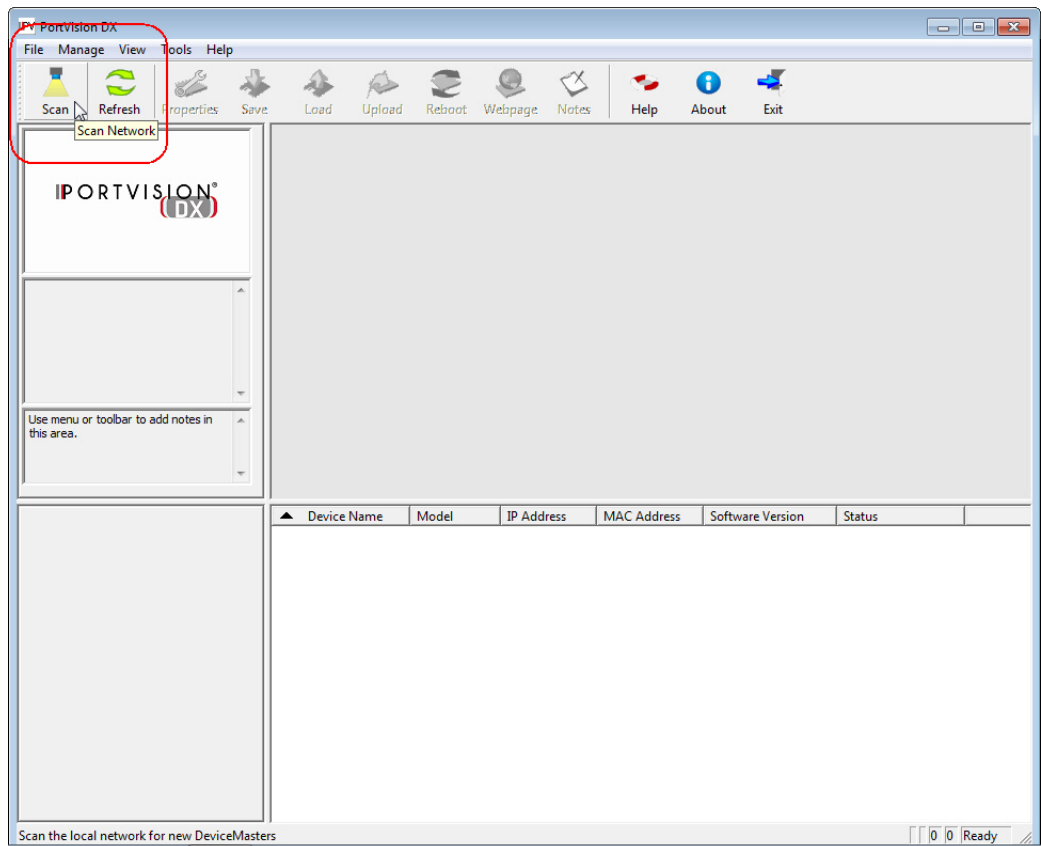 PortVision DX
File Manage View Tools Help
Scan Refresh Properties Save Load Upload Reboot Webpage Notes Help About Exit
Scan Network
PORTVISION®
(DX)
Use menu or toolbar to add notes in
this area.
Device Name Model IP Address MAC Address Software Version Status
Scan the local network for new DeviceMasters 0 0 Ready